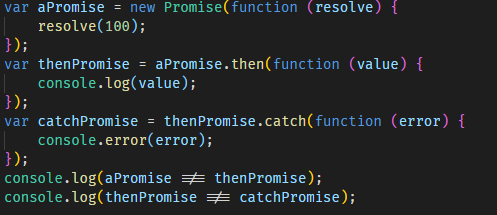 var aPromise = new Promise(function (resolve) {
    resolve(100);
});
var thenPromise = aPromise.then(function (value) {
    console.log(value);
});
var catchPromise = thenPromise.catch(function (error) {
    console.error(error);
});
console.log(aPromise !== thenPromise);
console.log(thenPromise !== catchPromise);